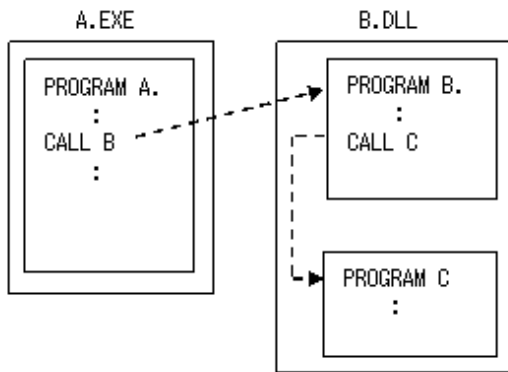 A.EXE
PROGRAM A.
:
CALL B
:
B.DLL
PROGRAM B.
:
CALL C
PROGRAM C
: